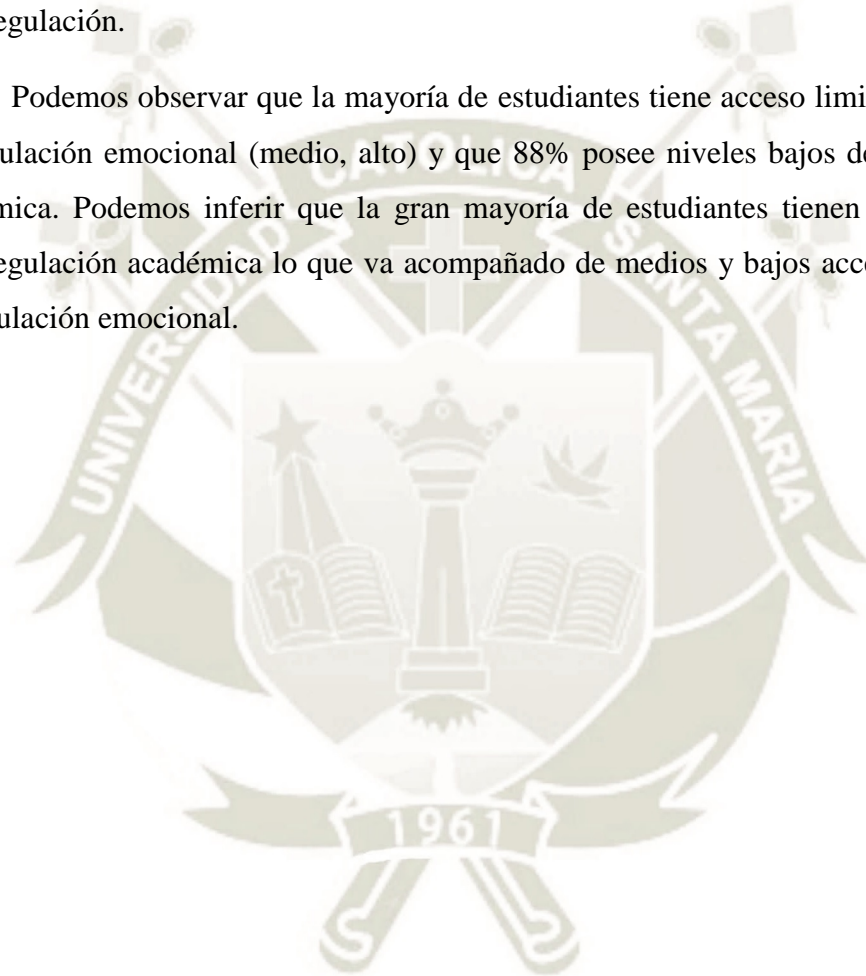 egulación.
Podemos observar que la mayoría de estudiantes tiene acceso limi
ulación emocional (medio, alto) y que 88% posee niveles bajos de
mica. Podemos inferir que la gran mayoría de estudiantes tienen
egulación académica lo que va acompañado de medios y bajos acce
ulación emocional.
UNIVERSIDAD CATOLICA SANTA MARIA
1961